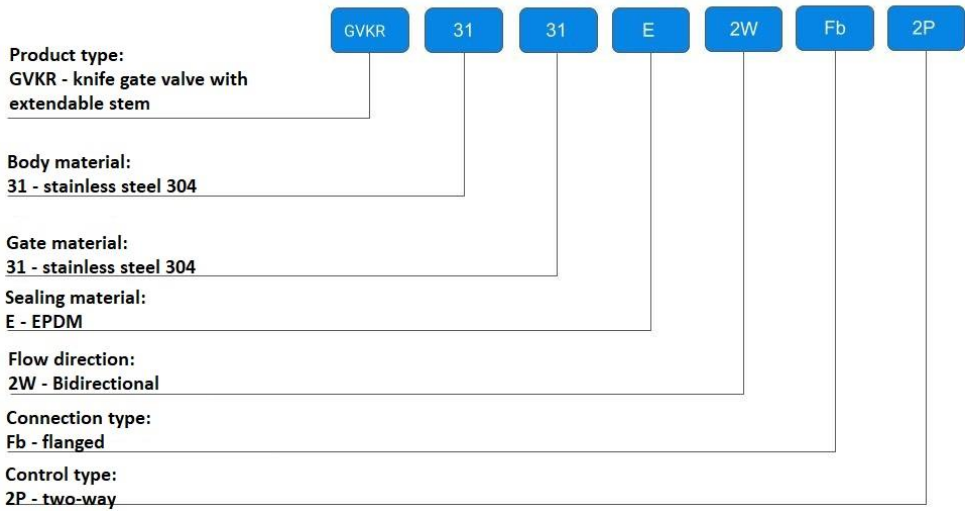 GVKR 31 31 E 2W Fb 2P
Product type:
GVKR - knife gate valve with
extendable stem
Body material:
31 - stainless steel 304
Gate material:
31 - stainless steel 304
Sealing material:
E - EPDM
Flow direction:
2W - Bidirectional
Connection type:
Fb - flanged
Control type:
2P - two-way